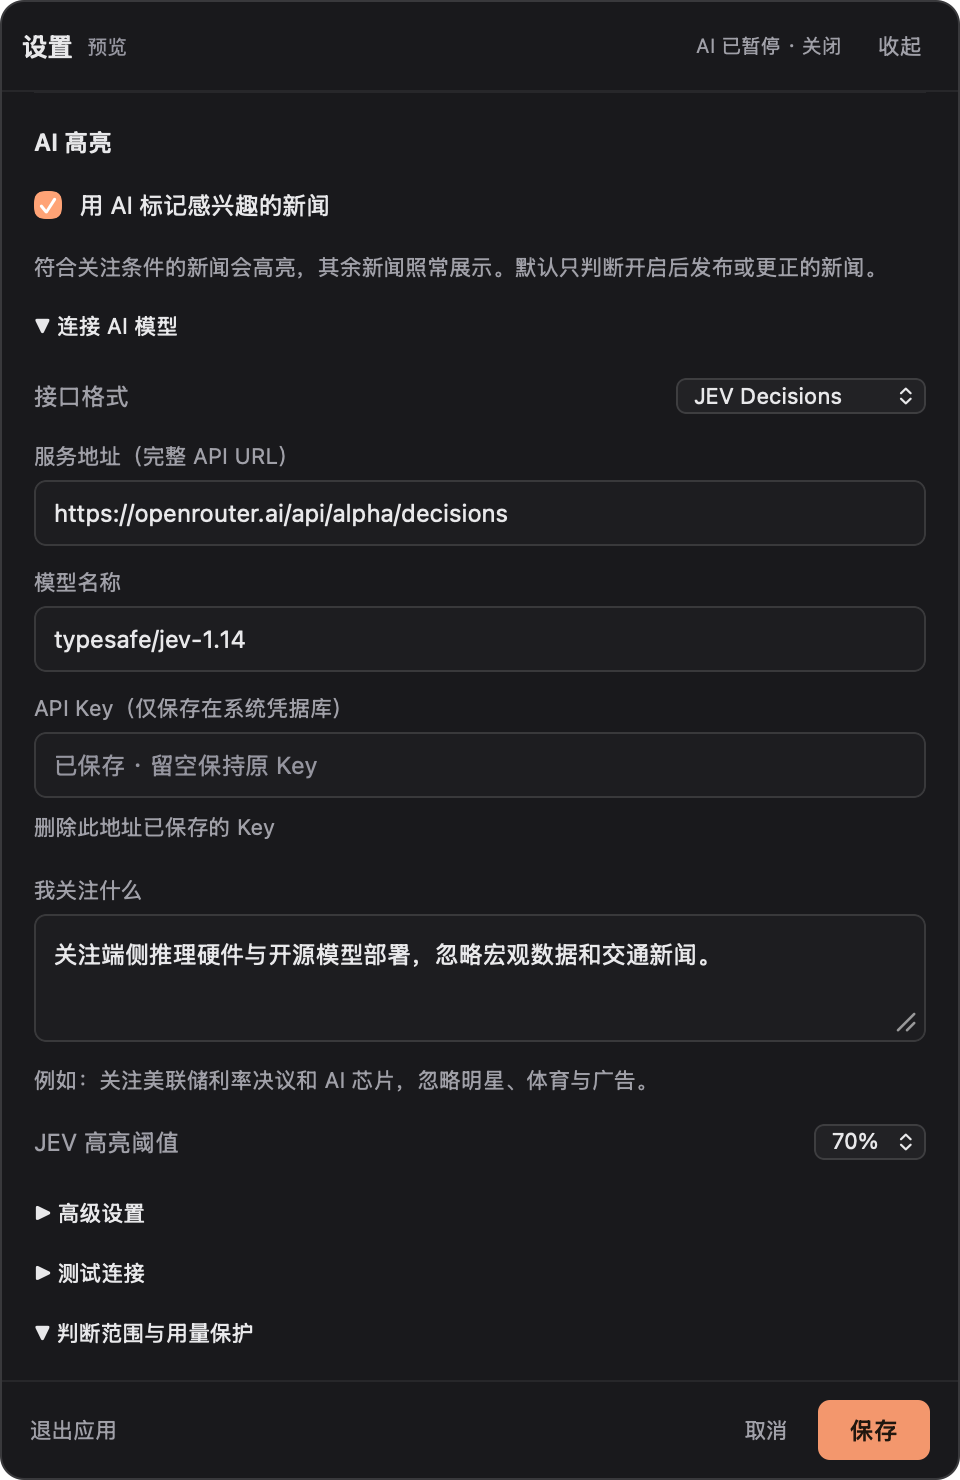 设置 预览 AI 已暂停 · 关闭 收起
AI 高亮
用 AI 标记感兴趣的新闻
符合关注条件的新闻会高亮，其余新闻照常展示。默认只判断开启后发布或更正的新闻。
▼ 连接 AI 模型
接口格式 JEV Decisions
服务地址（完整 API URL）
https://openrouter.ai/api/alpha/decisions
模型名称
typesafe/jev-1.14
API Key（仅保存在系统凭据库）
已保存 · 留空保持原 Key
删除此地址已保存的 Key
我关注什么
关注端侧推理硬件与开源模型部署，忽略宏观数据和交通新闻。
例如：关注美联储利率决议和 AI 芯片，忽略明星、体育与广告。
JEV 高亮阈值 70%
▶ 高级设置
▶ 测试连接
▼ 判断范围与用量保护
退出应用 取消 保存